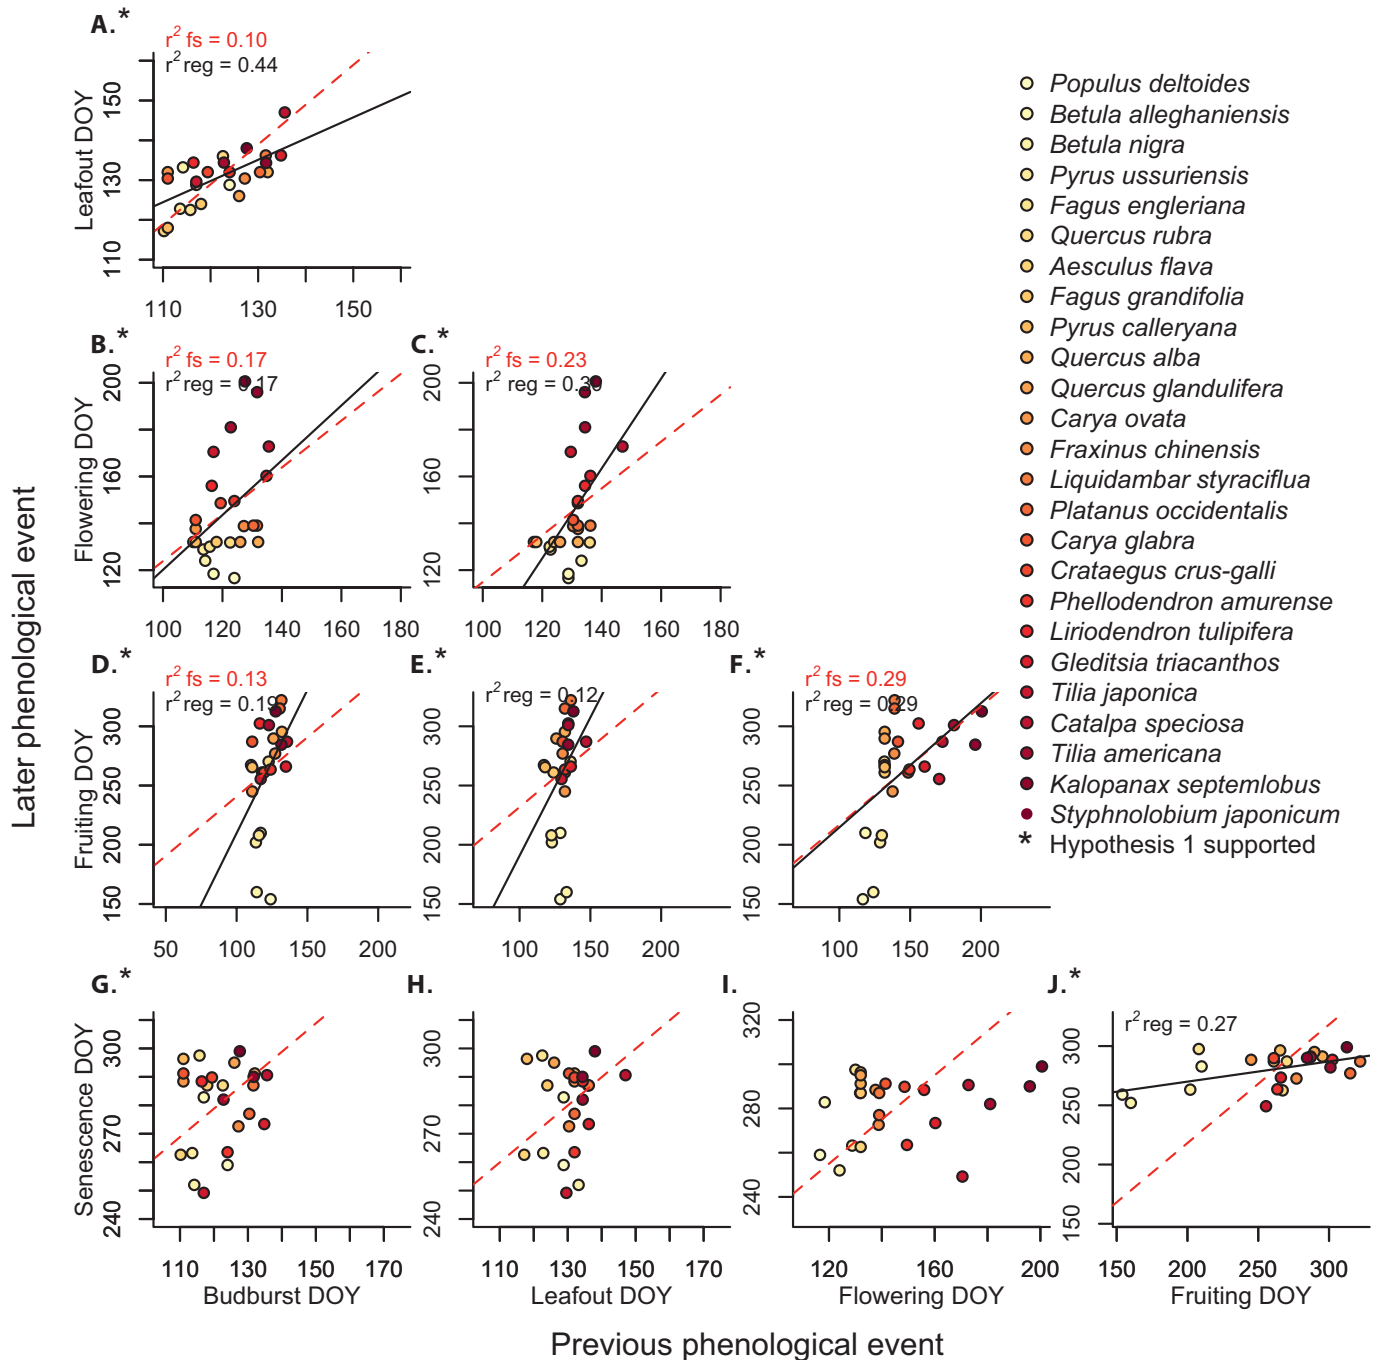 A.*
r² fs = 0.10
r² reg = 0.44
Leafout DOY
110 130 150
110 130 150
B.*
r² fs = 0.17
r² reg = 0.17
Flowering DOY
120 160 200
100 120 140 160 180
C.*
r² fs = 0.23
r² reg =
100 120 140 160 180
D.*
r² fs = 0.13
r² reg = 0.19
Fruiting DOY
150 200 250 300
50 100 150 200
E.*
r² reg = 0.12
150 200 250 300
100 150 200
F.*
r² fs = 0.29
r² reg = 0.29
150 200 250 300
100 150 200
G.*
Senescence DOY
240 270 300
110 130 150 170
Budburst DOY
H.
240 270 300
110 130 150 170
Leafout DOY
I.
240 280 320
120 160 200
Flowering DOY
J.*
r² reg = 0.27
150 200 250 300
150 200 250 300
Fruiting DOY
Later phenological event
Previous phenological event
Populus deltoides
Betula alleghaniensis
Betula nigra
Pyrus ussuriensis
Fagus engleriana
Quercus rubra
Aesculus flava
Fagus grandifolia
Pyrus calleryana
Quercus alba
Quercus glandulifera
Carya ovata
Fraxinus chinensis
Liquidambar styraciflua
Platanus occidentalis
Carya glabra
Crataegus crus-galli
Phellodendron amurense
Liriodendron tulipifera
Gleditsia triacanthos
Tilia japonica
Catalpa speciosa
Tilia americana
Kalopanax septemlobus
Styphnolobium japonicum
* Hypothesis 1 supported